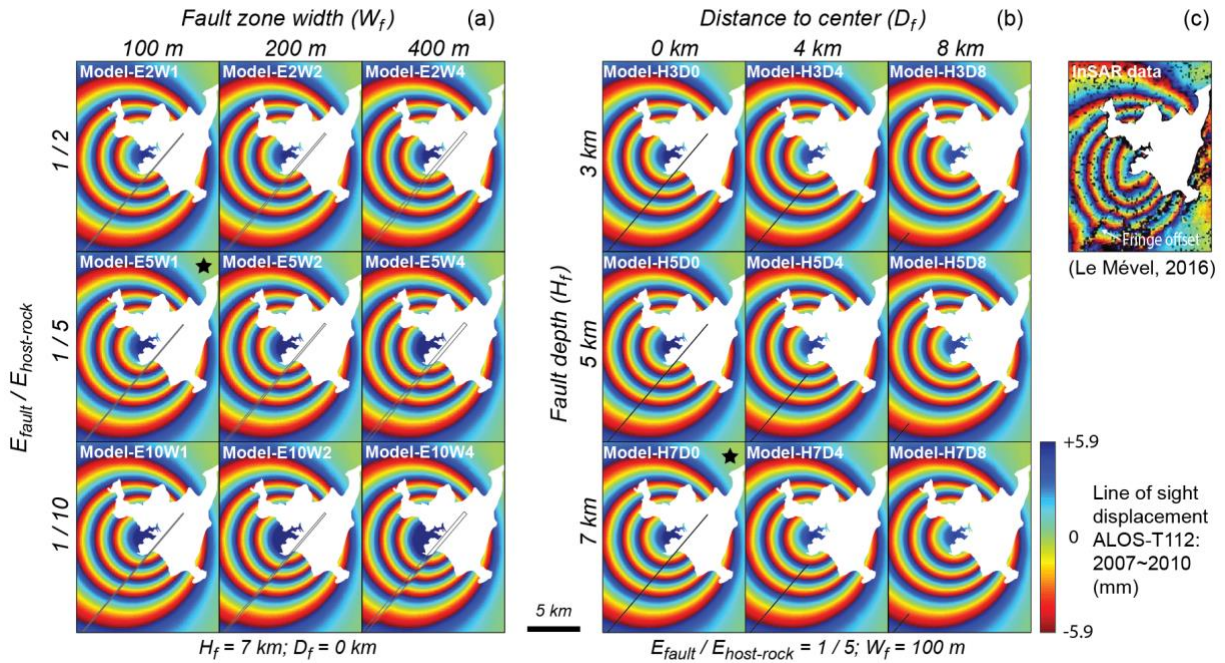 Fault zone width (Wf) (a)
100 m 200 m 400 m
Efault / Ehost-rock
1 / 2
Model-E2W1 Model-E2W2 Model-E2W4
1 / 5
Model-E5W1 Model-E5W2 Model-E5W4
1 / 10
Model-E10W1 Model-E10W2 Model-E10W4
Hf = 7 km; Df = 0 km
5 km
Distance to center (Df) (b)
0 km 4 km 8 km
Fault depth (Hf)
3 km
Model-H3D0 Model-H3D4 Model-H3D8
5 km
Model-H5D0 Model-H5D4 Model-H5D8
7 km
Model-H7D0 Model-H7D4 Model-H7D8
Efault / Ehost-rock = 1 / 5; Wf = 100 m
(c)
InSAR data
Fringe offset
(Le Mével, 2016)
+5.9
0
-5.9
Line of sight
displacement
ALOS-T112:
2007~2010
(mm)